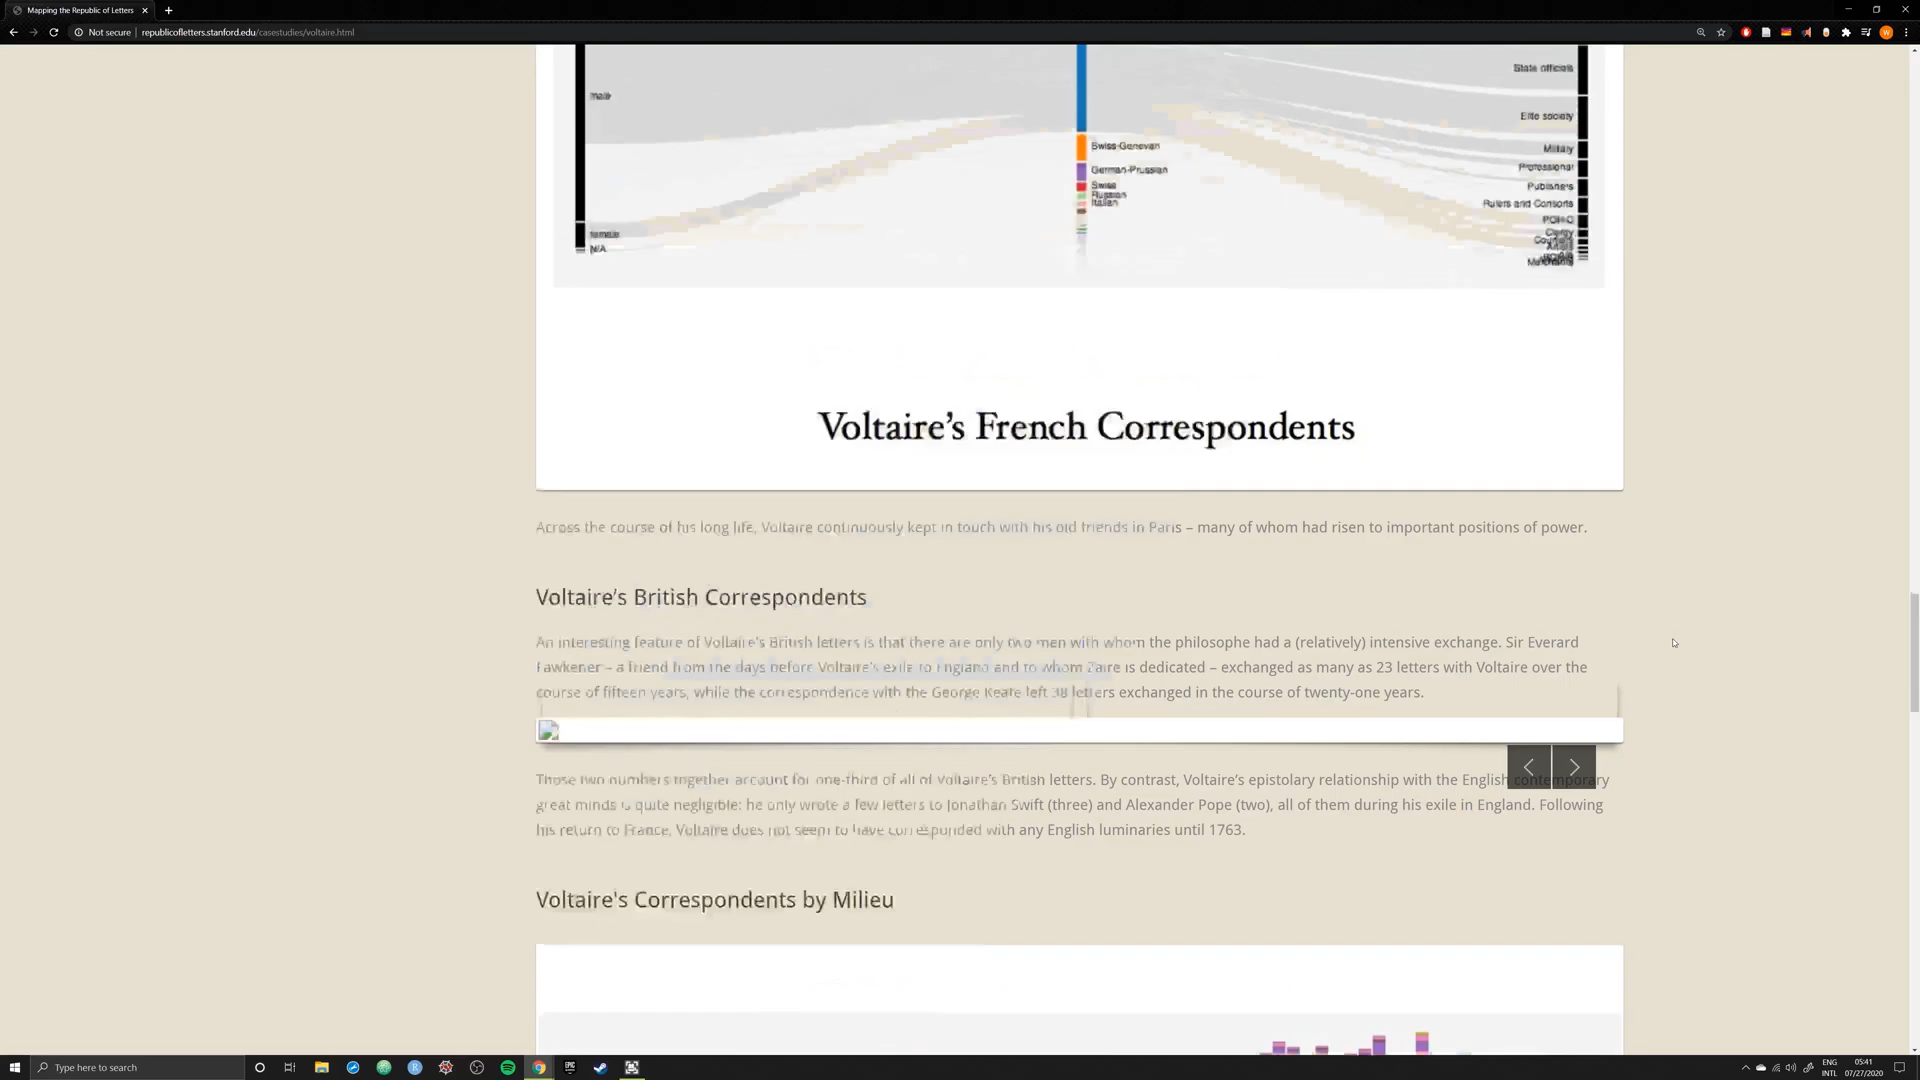 Mapping the Republic of Letters
Not secure republicofletters.stanford.edu/casestudies/voltaire.html
State officials
male
Elite society
Swiss-Genevan
Military
German-Prussian
Professional
Swiss
Publishers
Russian
Italian
Rulers and Consorts
female
N/A
Clergy
Voltaire's French Correspondents
Across the course of his long life, Voltaire continuously kept in touch with his old friends in Paris – many of whom had risen to important positions of power.
Voltaire's British Correspondents
An interesting feature of Voltaire's British letters is that there are only two men with whom the philosophe had a (relatively) intensive exchange. Sir Everard
Fawkener – a friend from the days before Voltaire's exile to England and to whom Zaïre is dedicated – exchanged as many as 23 letters with Voltaire over the
course of fifteen years, while the correspondence with the George Keate left 38 letters exchanged in the course of twenty-one years.
These two numbers together account for one-third of all of Voltaire's British letters. By contrast, Voltaire's epistolary relationship with the English contemporary
great minds is quite negligible: he only wrote a few letters to Jonathan Swift (three) and Alexander Pope (two), all of them during his exile in England. Following
his return to France, Voltaire does not seem to have corresponded with any English luminaries until 1763.
Voltaire's Correspondents by Milieu
Type here to search
EPIC
ENG
INTL
05:41
07/27/2020